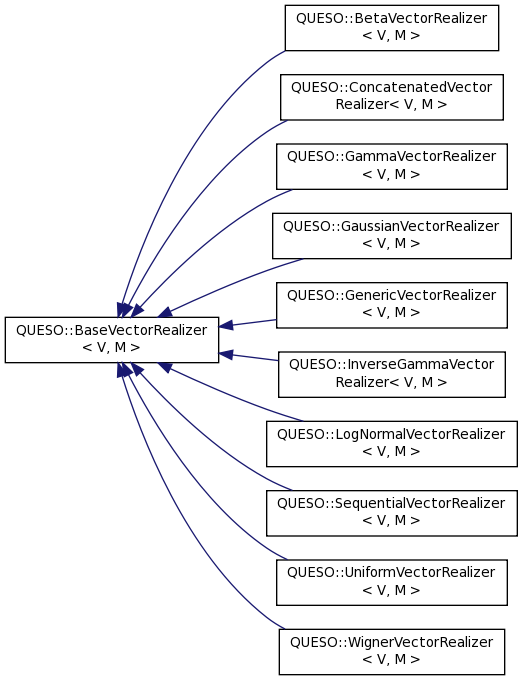 QUESO::BetaVectorRealizer
< V, M >
QUESO::ConcatenatedVector
Realizer< V, M >
QUESO::GammaVectorRealizer
< V, M >
QUESO::GaussianVectorRealizer
< V, M >
QUESO::GenericVectorRealizer
< V, M >
QUESO::BaseVectorRealizer
< V, M >
QUESO::InverseGammaVector
Realizer< V, M >
QUESO::LogNormalVectorRealizer
< V, M >
QUESO::SequentialVectorRealizer
< V, M >
QUESO::UniformVectorRealizer
< V, M >
QUESO::WignerVectorRealizer
< V, M >